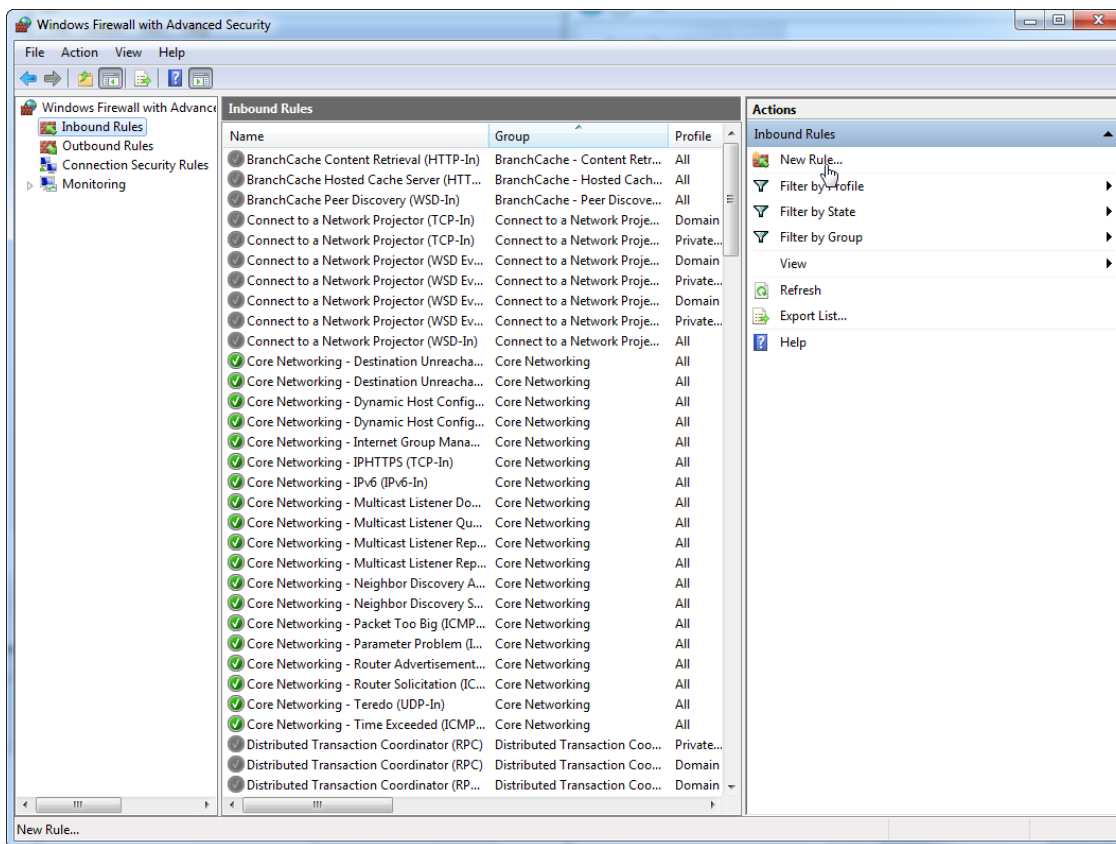 Windows Firewall with Advanced Security
File Action View Help
Windows Firewall with Advance
Inbound Rules
Outbound Rules
Connection Security Rules
Monitoring
Inbound Rules
Name Group Profile
BranchCache Content Retrieval (HTTP-In) BranchCache - Content Retr... All
BranchCache Hosted Cache Server (HTT... BranchCache - Hosted Cach... All
BranchCache Peer Discovery (WSD-In) BranchCache - Peer Discove... All
Connect to a Network Projector (TCP-In) Connect to a Network Proje... Domain
Connect to a Network Projector (TCP-In) Connect to a Network Proje... Private...
Connect to a Network Projector (WSD Ev... Connect to a Network Proje... Domain
Connect to a Network Projector (WSD Ev... Connect to a Network Proje... Private...
Connect to a Network Projector (WSD Ev... Connect to a Network Proje... Domain
Connect to a Network Projector (WSD Ev... Connect to a Network Proje... Private...
Connect to a Network Projector (WSD-In) Connect to a Network Proje... All
Core Networking - Destination Unreacha... Core Networking All
Core Networking - Destination Unreacha... Core Networking All
Core Networking - Dynamic Host Config... Core Networking All
Core Networking - Dynamic Host Config... Core Networking All
Core Networking - Internet Group Mana... Core Networking All
Core Networking - IPHTTPS (TCP-In) Core Networking All
Core Networking - IPv6 (IPv6-In) Core Networking All
Core Networking - Multicast Listener Do... Core Networking All
Core Networking - Multicast Listener Qu... Core Networking All
Core Networking - Multicast Listener Rep... Core Networking All
Core Networking - Multicast Listener Rep... Core Networking All
Core Networking - Neighbor Discovery A... Core Networking All
Core Networking - Neighbor Discovery S... Core Networking All
Core Networking - Packet Too Big (ICMP... Core Networking All
Core Networking - Parameter Problem (I... Core Networking All
Core Networking - Router Advertisement... Core Networking All
Core Networking - Router Solicitation (IC... Core Networking All
Core Networking - Teredo (UDP-In) Core Networking All
Core Networking - Time Exceeded (ICMP... Core Networking All
Distributed Transaction Coordinator (RPC) Distributed Transaction Coo... Private...
Distributed Transaction Coordinator (RPC) Distributed Transaction Coo... Domain
Distributed Transaction Coordinator (RP... Distributed Transaction Coo... Domain
Actions
Inbound Rules
New Rule...
Filter by Profile
Filter by State
Filter by Group
View
Refresh
Export List...
Help
New Rule...